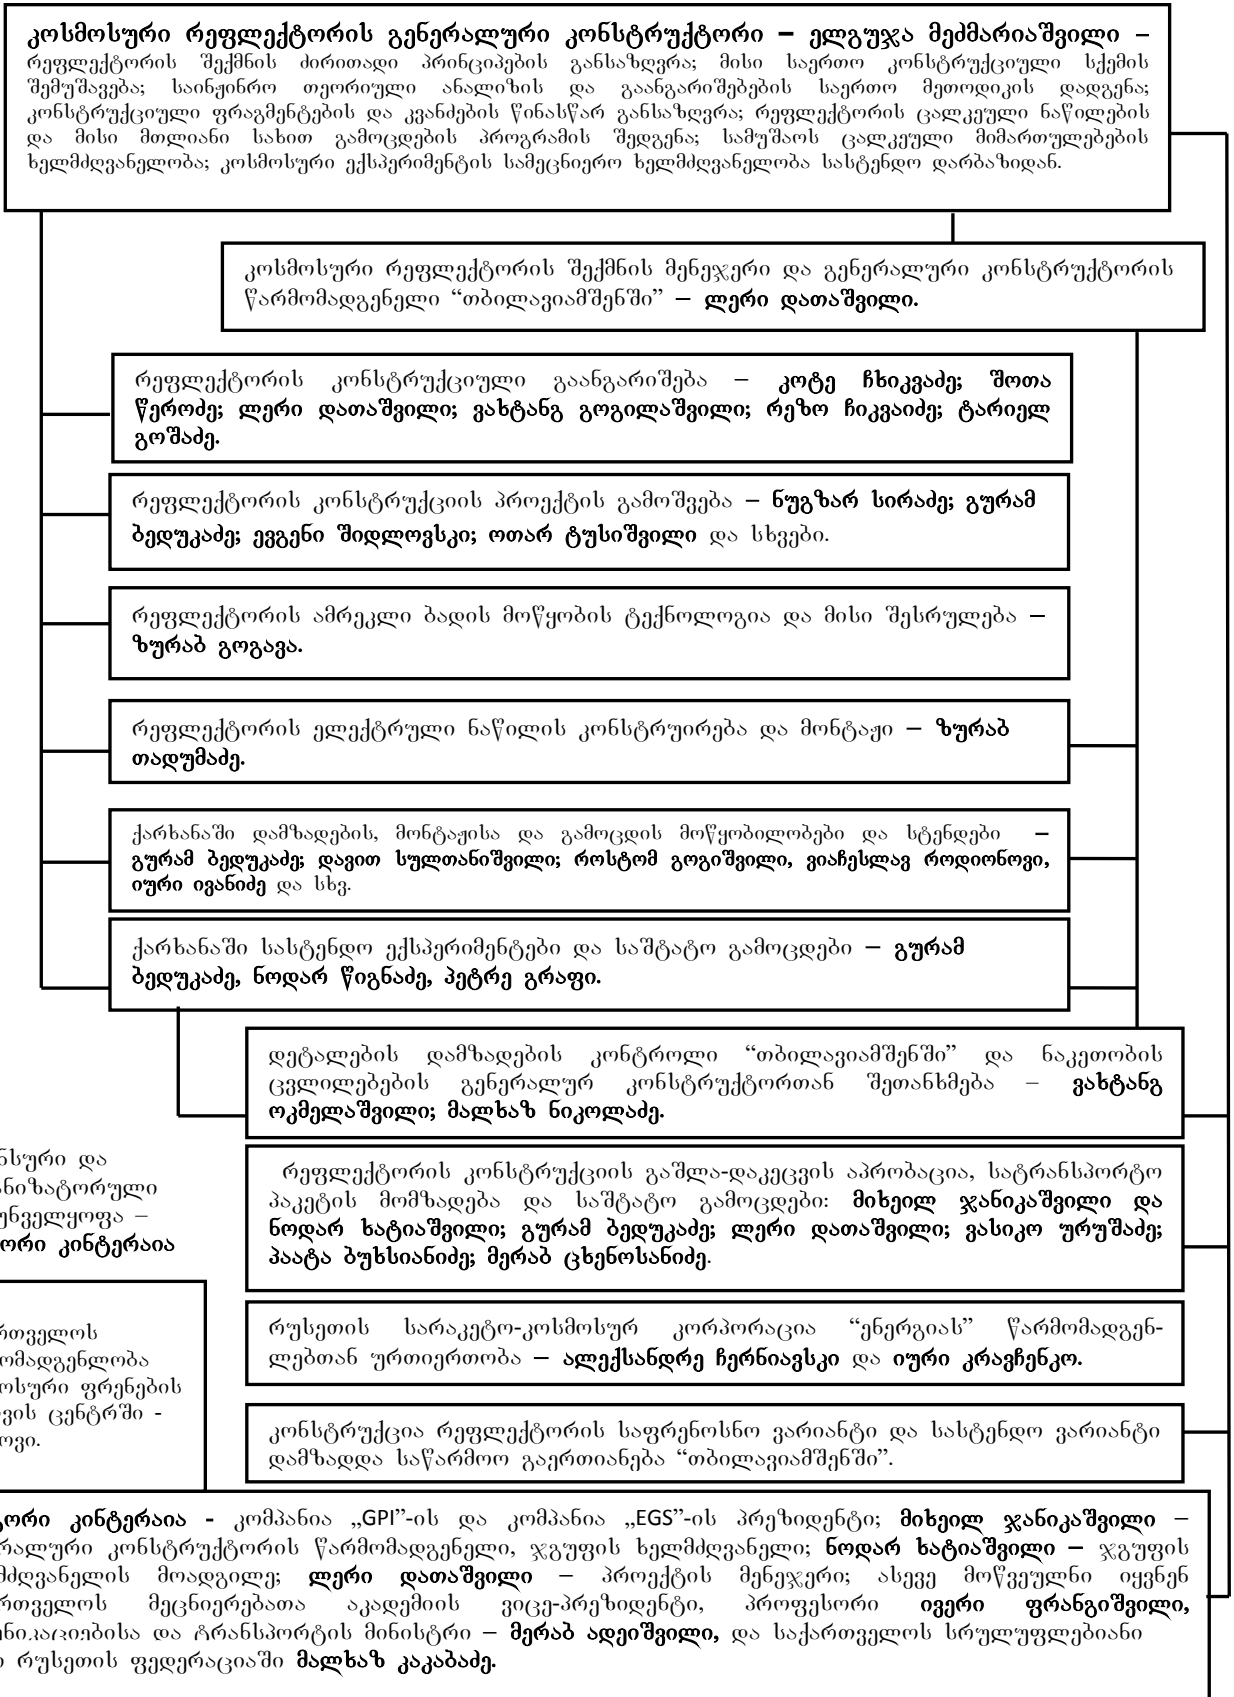 კოსმოსური რეფლექტორის გენერალური კონსტრუქტორი – ელგუჯა მეძმარიაშვილი –
რეფლექტორის შექმნის ძირითადი პრინციპების განსაზღვრა; მისი საერთო კონსტრუქციული სქემის
შემუშავება; საინჟინრო თეორიული ანალიზის და გაანგარიშებების საერთო მეთოდიკის დადგენა;
კონსტრუქციული ფრაგმენტების და კვანძების წინასწარ განსაზღვრა; რეფლექტორის ცალკეული ნაწილების
და მისი მთლიანი სახით გამოცდების პროგრამის შედგენა; სამუშაოს ცალკეული მიმართულებების
ხელმძღვანელობა; კოსმოსური ექსპერიმენტის სამეცნიერო ხელმძღვანელობა სასტენდო დარბაზიდან.
კოსმოსური რეფლექტორის შექმნის მენეჯერი და გენერალური კონსტრუქტორის
წარმომადგენელი “თბილავიამშენში” – ლერი დათაშვილი.
რეფლექტორის კონსტრუქციული გაანგარიშება – კოტე ჩხიკვაძე; შოთა
წეროძე; ლერი დათაშვილი; ვახტანგ გოგილაშვილი; რეზო ჩიკვაიძე; ტარიელ
გოშაძე.
რეფლექტორის კონსტრუქციის პროექტის გამოშვება – ნუგზარ სირაძე; გურამ
ბედუკაძე; ევგენი შიდლოვსკი; ოთარ ტუსიშვილი და სხვები.
რეფლექტორის ამრეკლი ბადის მოწყობის ტექნოლოგია და მისი შესრულება –
ზურაბ გოგავა.
რეფლექტორის ელექტრული ნაწილის კონსტრუირება და მონტაჟი – ზურაბ
თადუმაძე.
ქარხანაში დამზადების, მონტაჟისა და გამოცდის მოწყობილობები და სტენდები –
გურამ ბედუკაძე; დავით სულთანიშვილი; როსტომ გოგიშვილი, ვიაჩესლავ როდიონოვი,
იური ივანიძე და სხვ.
ქარხანაში სასტენდო ექსპერიმენტები და საშტატო გამოცდები – გურამ
ბედუკაძე, ნოდარ წიგნაძე, პეტრე გრაფი.
დეტალების დამზადების კონტროლი “თბილავიამშენში” და ნაკეთობის
ცვლილებების გენერალურ კონსტრუქტორთან შეთანხმება – ვახტანგ
ოკმელაშვილი; მალხაზ ნიკოლაძე.
ნსური და
ანიზატორული
უნველყოფა –
ორი კინტერაია
რეფლექტორის კონსტრუქციის გაშლა-დაკეცვის აპრობაცია, სატრანსპორტო
პაკეტის მომზადება და საშტატო გამოცდები: მიხეილ ჯანიკაშვილი და
ნოდარ ხატიაშვილი; გურამ ბედუკაძე; ლერი დათაშვილი; ვასიკო ურუშაძე;
პაატა ბუხსიანიძე; მერაბ ცხენოსანიძე.
რთველოს
ომადგენლობა
ოსური ფრენების
ვის ცენტრში -
ოვი.
რუსეთის სარაკეტო-კოსმოსურ კორპორაცია “ენერგიას” წარმომადგენ-
ლებთან ურთიერთობა – ალექსანდრე ჩერნიავსკი და იური კრავჩენკო.
კონსტრუქცია რეფლექტორის საფრენოსნო ვარიანტი და სასტენდო ვარიანტი
დამზადდა საწარმოო გაერთიანება “თბილავიამშენში”.
გორი კინტერაია - კომპანია „GPI”-ის და კომპანია „EGS”-ის პრეზიდენტი; მიხეილ ჯანიკაშვილი –
რალური კონსტრუქტორის წარმომადგენელი, ჯგუფის ხელმძღვანელი; ნოდარ ხატიაშვილი – ჯგუფის
მძღვანელის მოადგილე; ლერი დათაშვილი – პროექტის მენეჯერი; ასევე მოწვეულნი იყვნენ
რთველოს მეცნიერებათა აკადემიის ვიცე-პრეზიდენტი, პროფესორი ივერი ფრანგიშვილი,
უნიკაციებისა და ტრანსპორტის მინისტრი – მერაბ ადეიშვილი, და საქართველოს სრულუფლებიანი
რუსეთის ფედერაციაში მალხაზ კაკაბაძე.